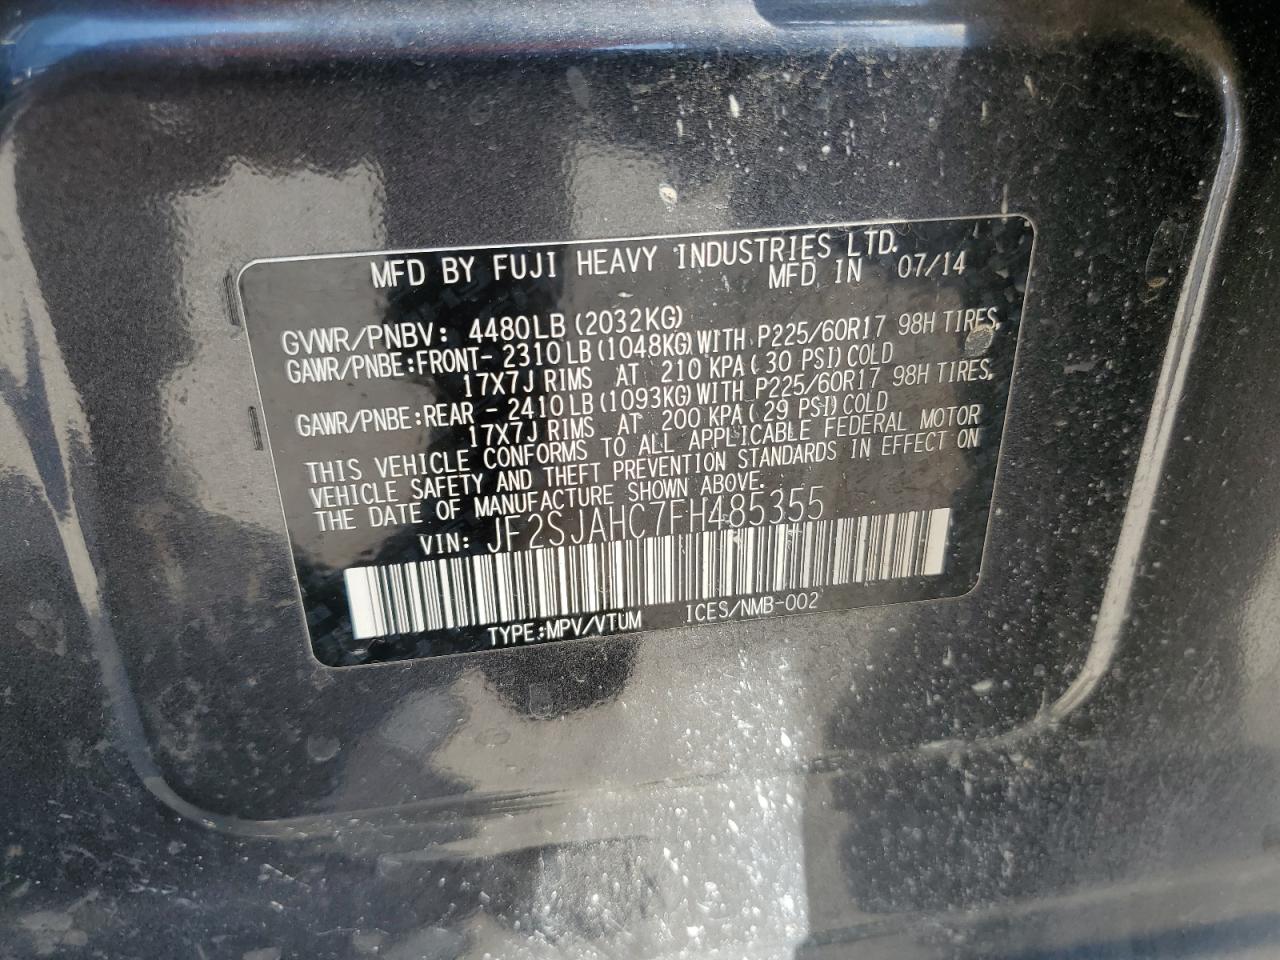 MFD BY FUJI HEAVY INDUSTRIES LTD.
MFD IN 07/14
GVWR/PNBV: 4480LB(2032KG)
GAWR/PNBE:FRONT- 2310LB(1048KG)WITH P225/60R17 98H TIRES,
17X7J RIMS AT 210 KPA(30 PSI)COLD
GAWR/PNBE:REAR - 2410LB(1093KG)WITH P225/60R17 98H TIRES,
17X7J RIMS AT 200 KPA(29 PSI)COLD
THIS VEHICLE CONFORMS TO ALL APPLICABLE FEDERAL MOTOR
VEHICLE SAFETY AND THEFT PREVENTION STANDARDS IN EFFECT ON
THE DATE OF MANUFACTURE SHOWN ABOVE.
VIN: JF2SJAHC7FH485355
TYPE:MPV/VTUM ICES/NMB-002